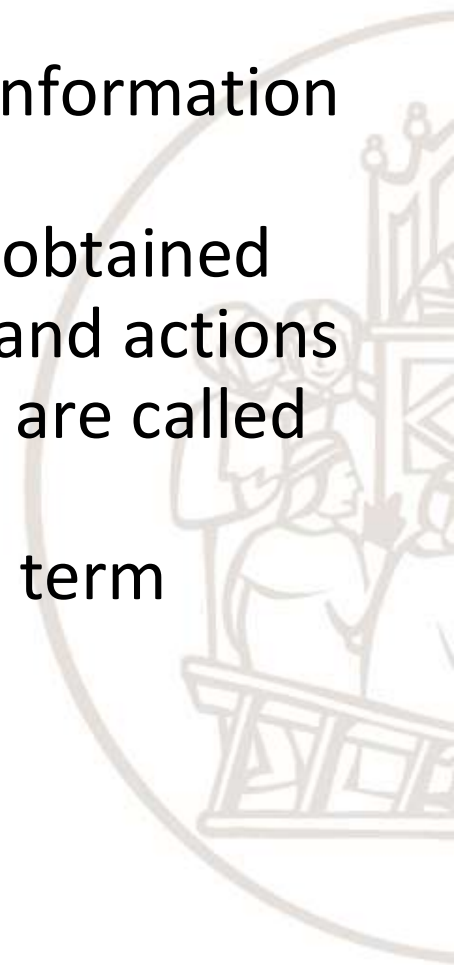 nformation
obtained
and actions
are called
term